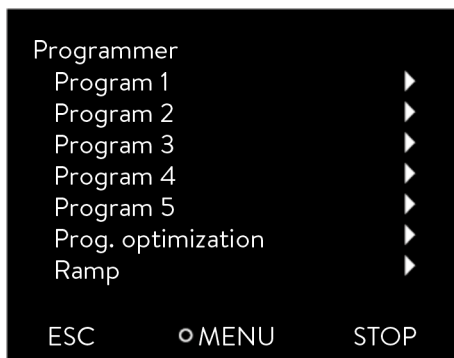 Programmer
Program 1
Program 2
Program 3
Program 4
Program 5
Prog. optimization
Ramp
ESC MENU STOP